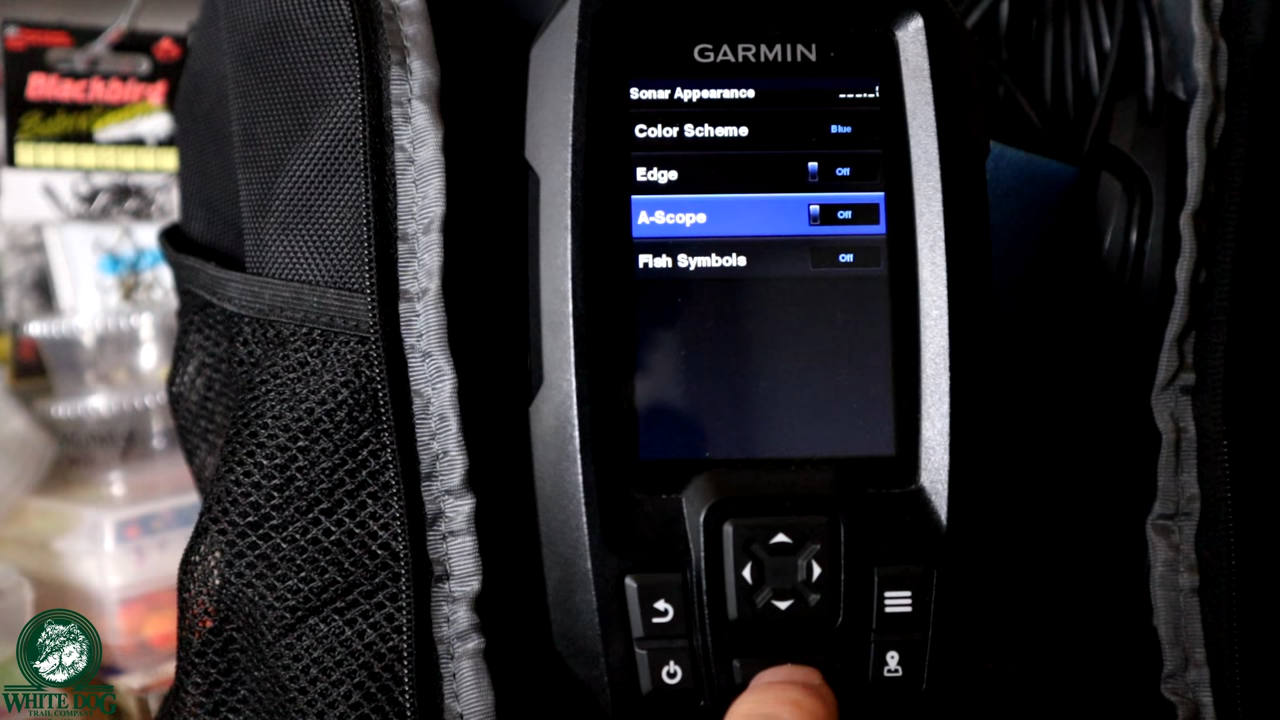 Blackbird
GARMIN
Sonar Appearance
Color Scheme Blue
Edge Off
A-Scope Off
Fish Symbols Off
WHITE DOG
TRAIL COMPANY